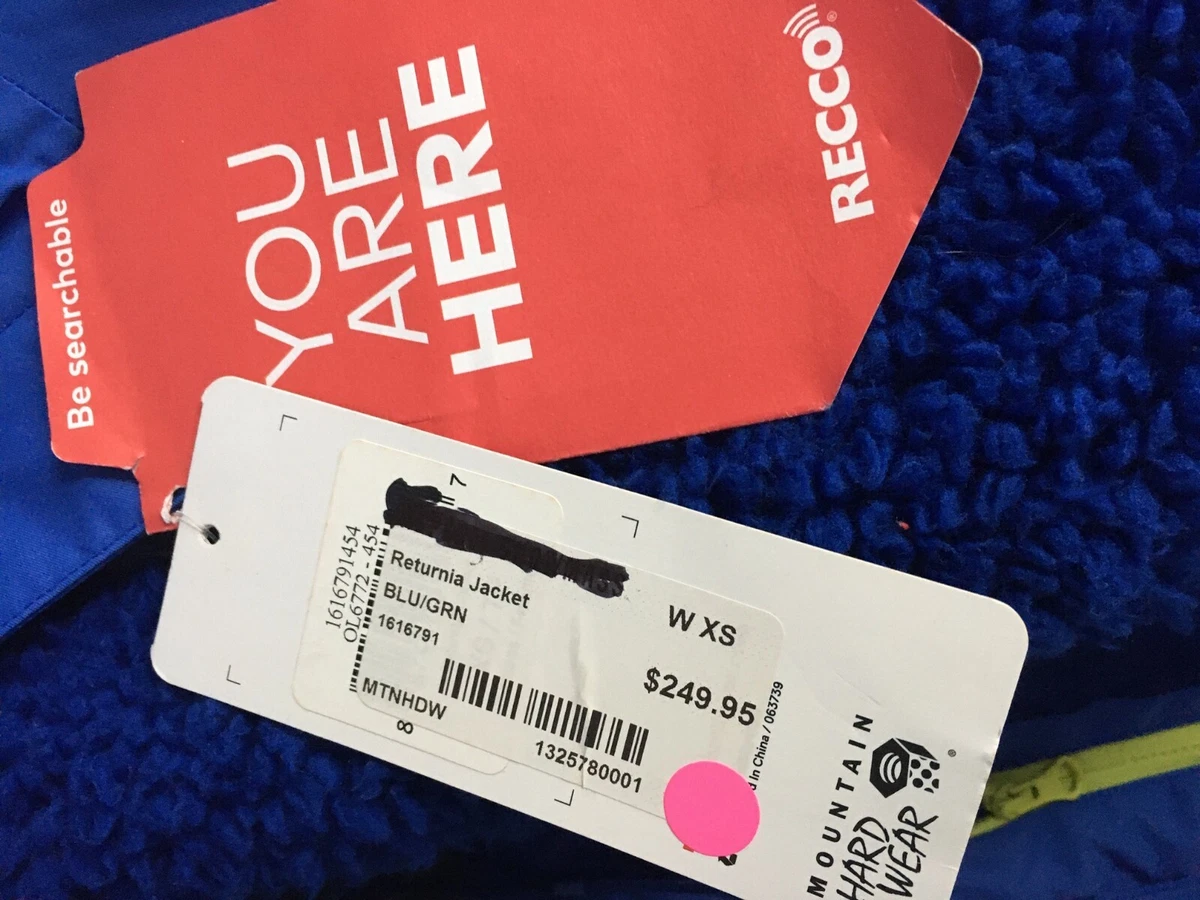 Be searchable
YOU
ARE
HERE
RECCO®
1616791454
OL6772 - 454
7
Returnia Jacket
BLU/GRN
1616791
W XS
$249.95
MTNHDW
8
1325780001
In China / 063739
MOUNTAIN
HARD
WEAR®